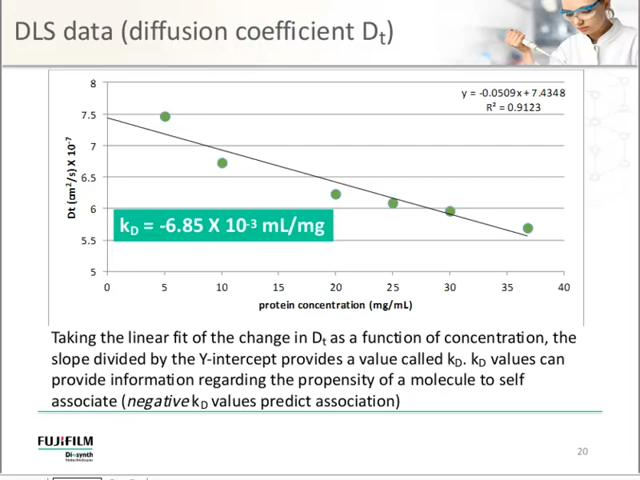 DLS data (diffusion coefficient Dt)
y = -0.0509x + 7.4348
R² = 0.9123
8
7.5
7
6.5
6
5.5
5
Dt (cm²/s) X 10⁻⁷
kD = -6.85 X 10⁻³ mL/mg
0 5 10 15 20 25 30 35 40
protein concentration (mg/mL)
Taking the linear fit of the change in Dt as a function of concentration, the
slope divided by the Y-intercept provides a value called kD. kD values can
provide information regarding the propensity of a molecule to self
associate (negative kD values predict association)
FUJIFILM
Diosynth
20